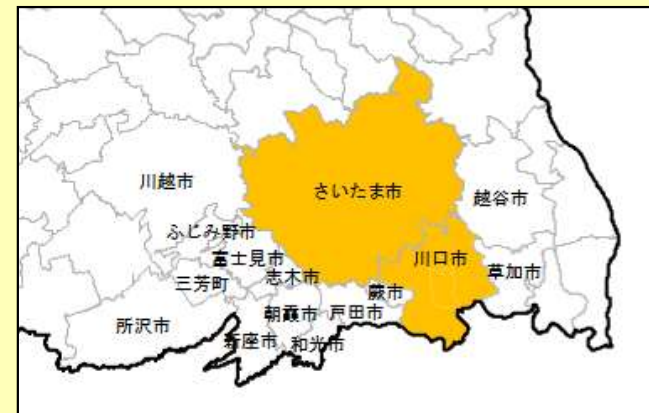 川越市
さいたま市
越谷市
ふじみ野市
富士見市
川口市
三芳町
志木市
草加市
蕨市
所沢市
朝霞市
戸田市
新座市
和光市